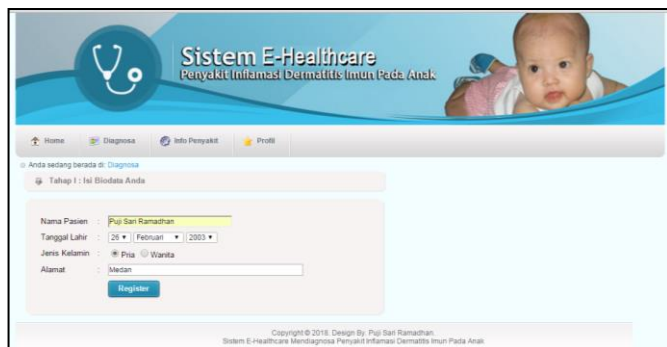 Sistem E-Healthcare
Penyakit Inflamasi Dermatitis Imun Pada Anak
Home Diagnosa Info Penyakit Profil
Anda sedang berada di: Diagnosa
Tahap I : Isi Biodata Anda
Nama Pasien : Puji Sari Ramadhan
Tanggal Lahir : 26 Februari 2003
Jenis Kelamin : Pria Wanita
Alamat : Medan
Register
Copyright © 2018, Design By. Puji Sari Ramadhan.
Sistem E-Healthcare Mendiagnosa Penyakit Inflamasi Dermatitis Imun Pada Anak